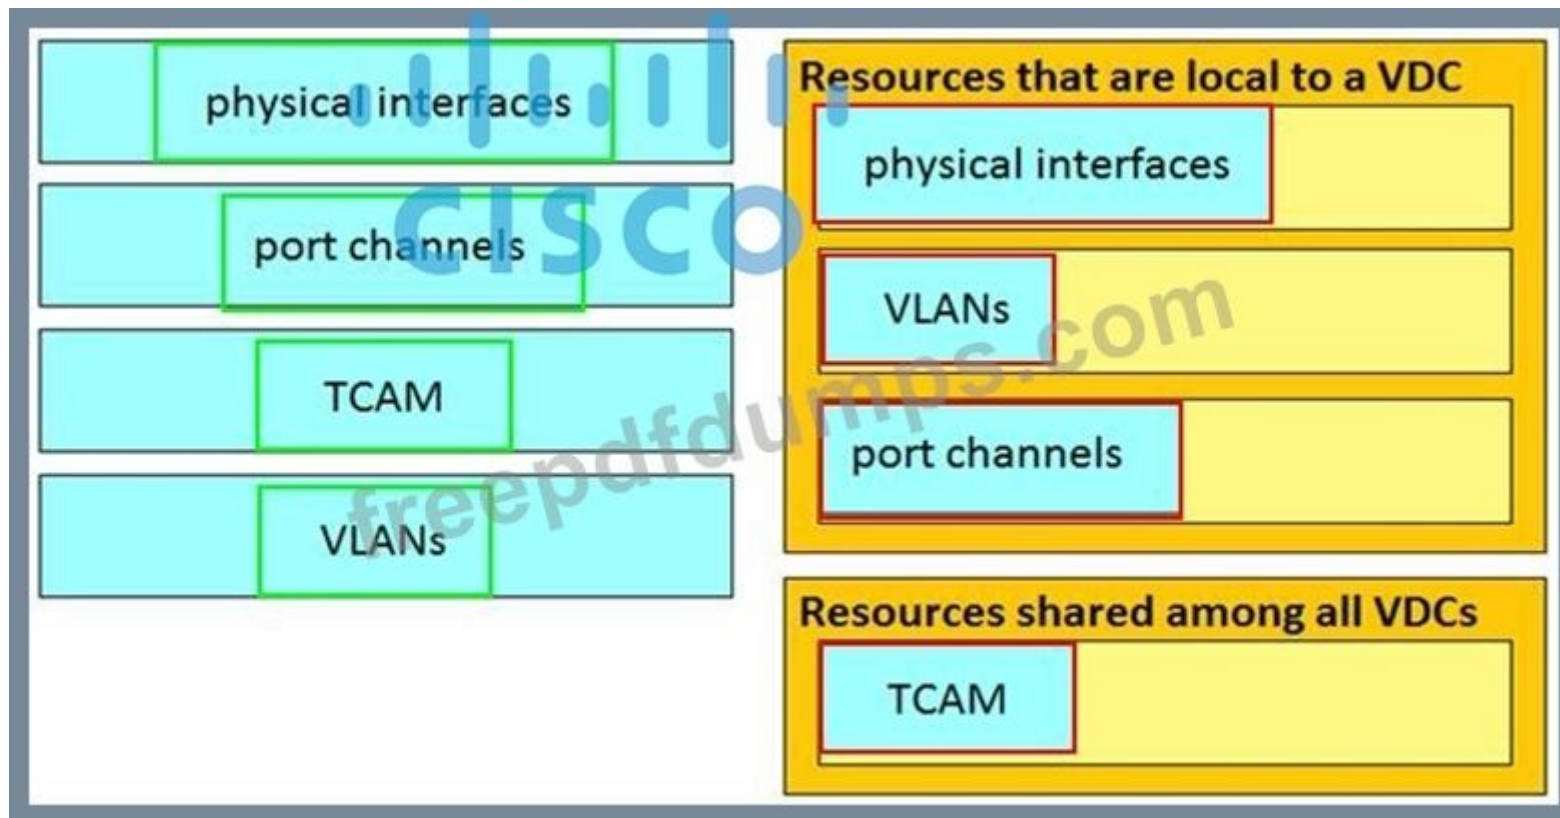 physical interfaces
port channels
TCAM
VLANs
Resources that are local to a VDC
physical interfaces
VLANs
port channels
Resources shared among all VDCs
TCAM
CISCO
freepdfdumps.com